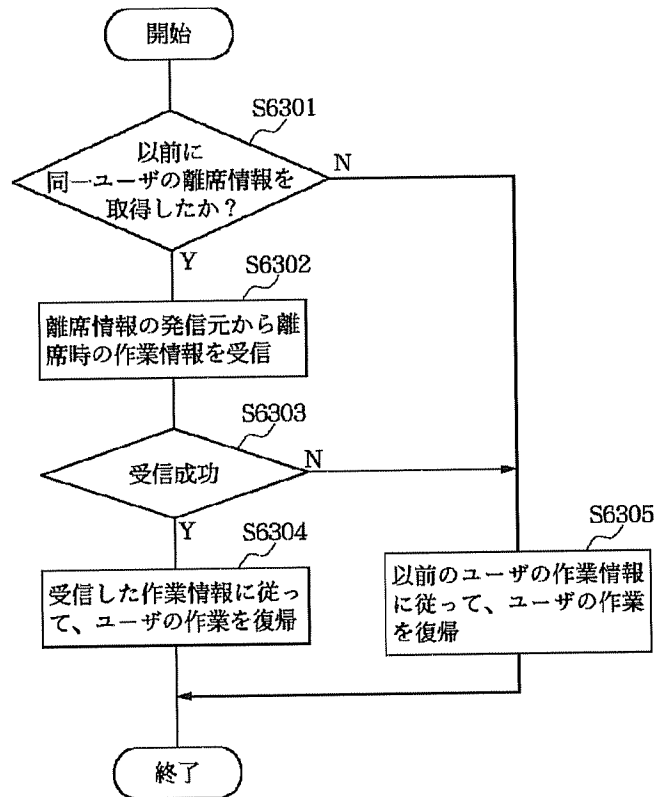 開始
S6301
以前に
同一ユーザの離席情報を
取得したか？
N
Y
S6302
離席情報の発信元から離
席時の作業情報を受信
S6303
受信成功
N
Y
S6304
受信した作業情報に従っ
て、ユーザの作業を復帰
S6305
以前のユーザの作業情報
に従って、ユーザの作業
を復帰
終了